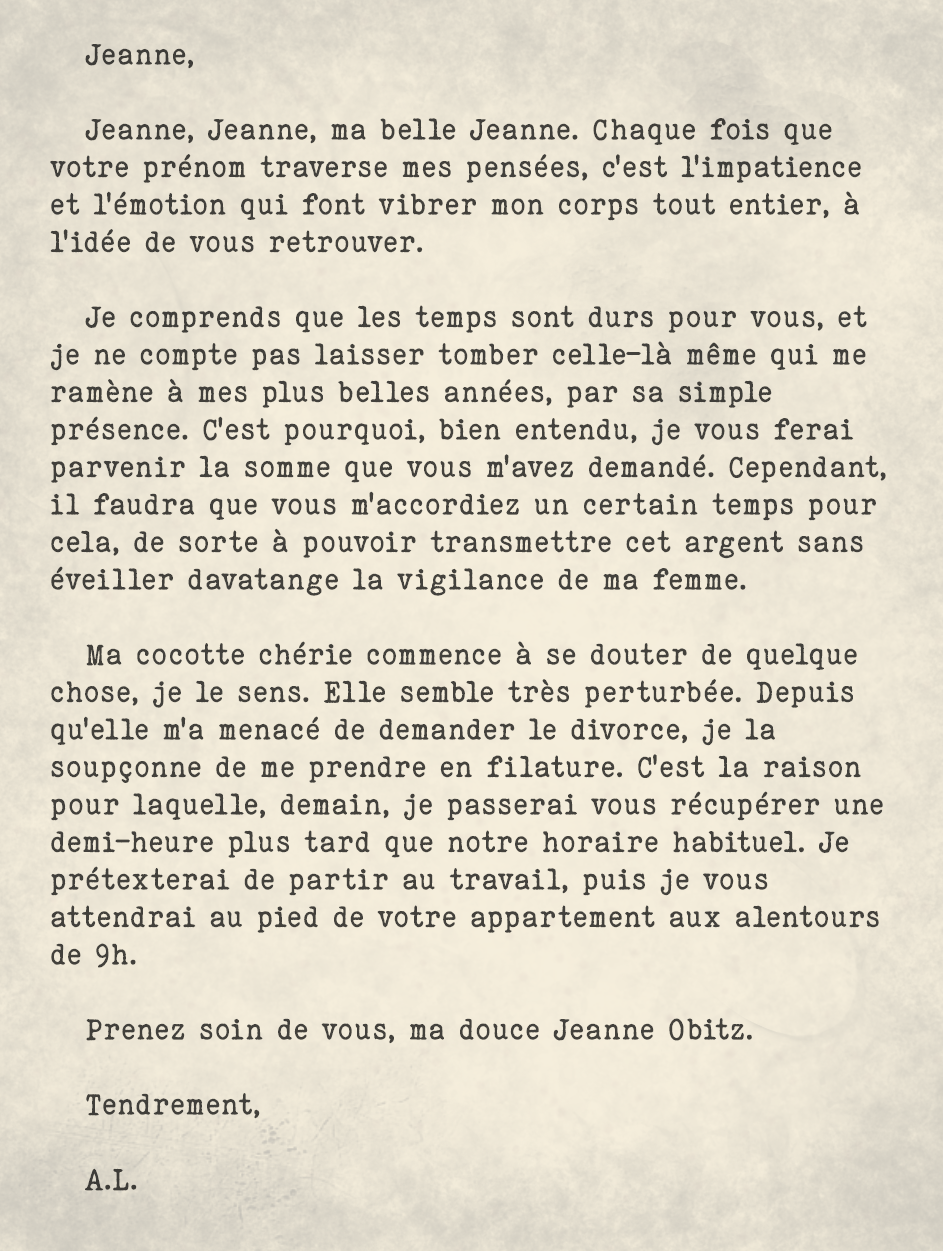 Jeanne,
Jeanne, Jeanne, ma belle Jeanne. Chaque fois que
votre prénom traverse mes pensées, c'est l'impatience
et l'émotion qui font vibrer mon corps tout entier, à
l'idée de vous retrouver.
Je comprends que les temps sont durs pour vous, et
je ne compte pas laisser tomber celle-là même qui me
ramène à mes plus belles années, par sa simple
présence. C'est pourquoi, bien entendu, je vous ferai
parvenir la somme que vous m'avez demandé. Cependant,
il faudra que vous m'accordiez un certain temps pour
cela, de sorte à pouvoir transmettre cet argent sans
éveiller davatange la vigilance de ma femme.
Ma cocotte chérie commence à se douter de quelque
chose, je le sens. Elle semble très perturbée. Depuis
qu'elle m'a menacé de demander le divorce, je la
soupçonne de me prendre en filature. C'est la raison
pour laquelle, demain, je passerai vous récupérer une
demi-heure plus tard que notre horaire habituel. Je
prétexterai de partir au travail, puis je vous
attendrai au pied de votre appartement aux alentours
de 9h.
Prenez soin de vous, ma douce Jeanne Obitz.
Tendrement,
A.L.